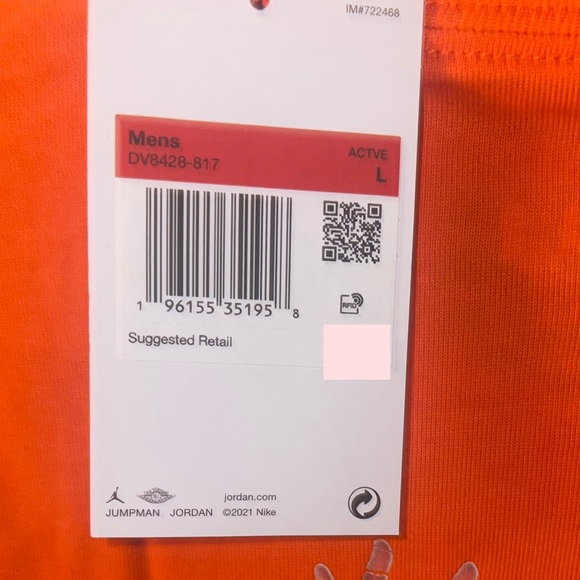 IM#722468
Mens
DV8428-817
ACTVE
L
1 96155 35195 8
RFID
Suggested Retail
jordan.com
JUMPMAN JORDAN ©2021 Nike